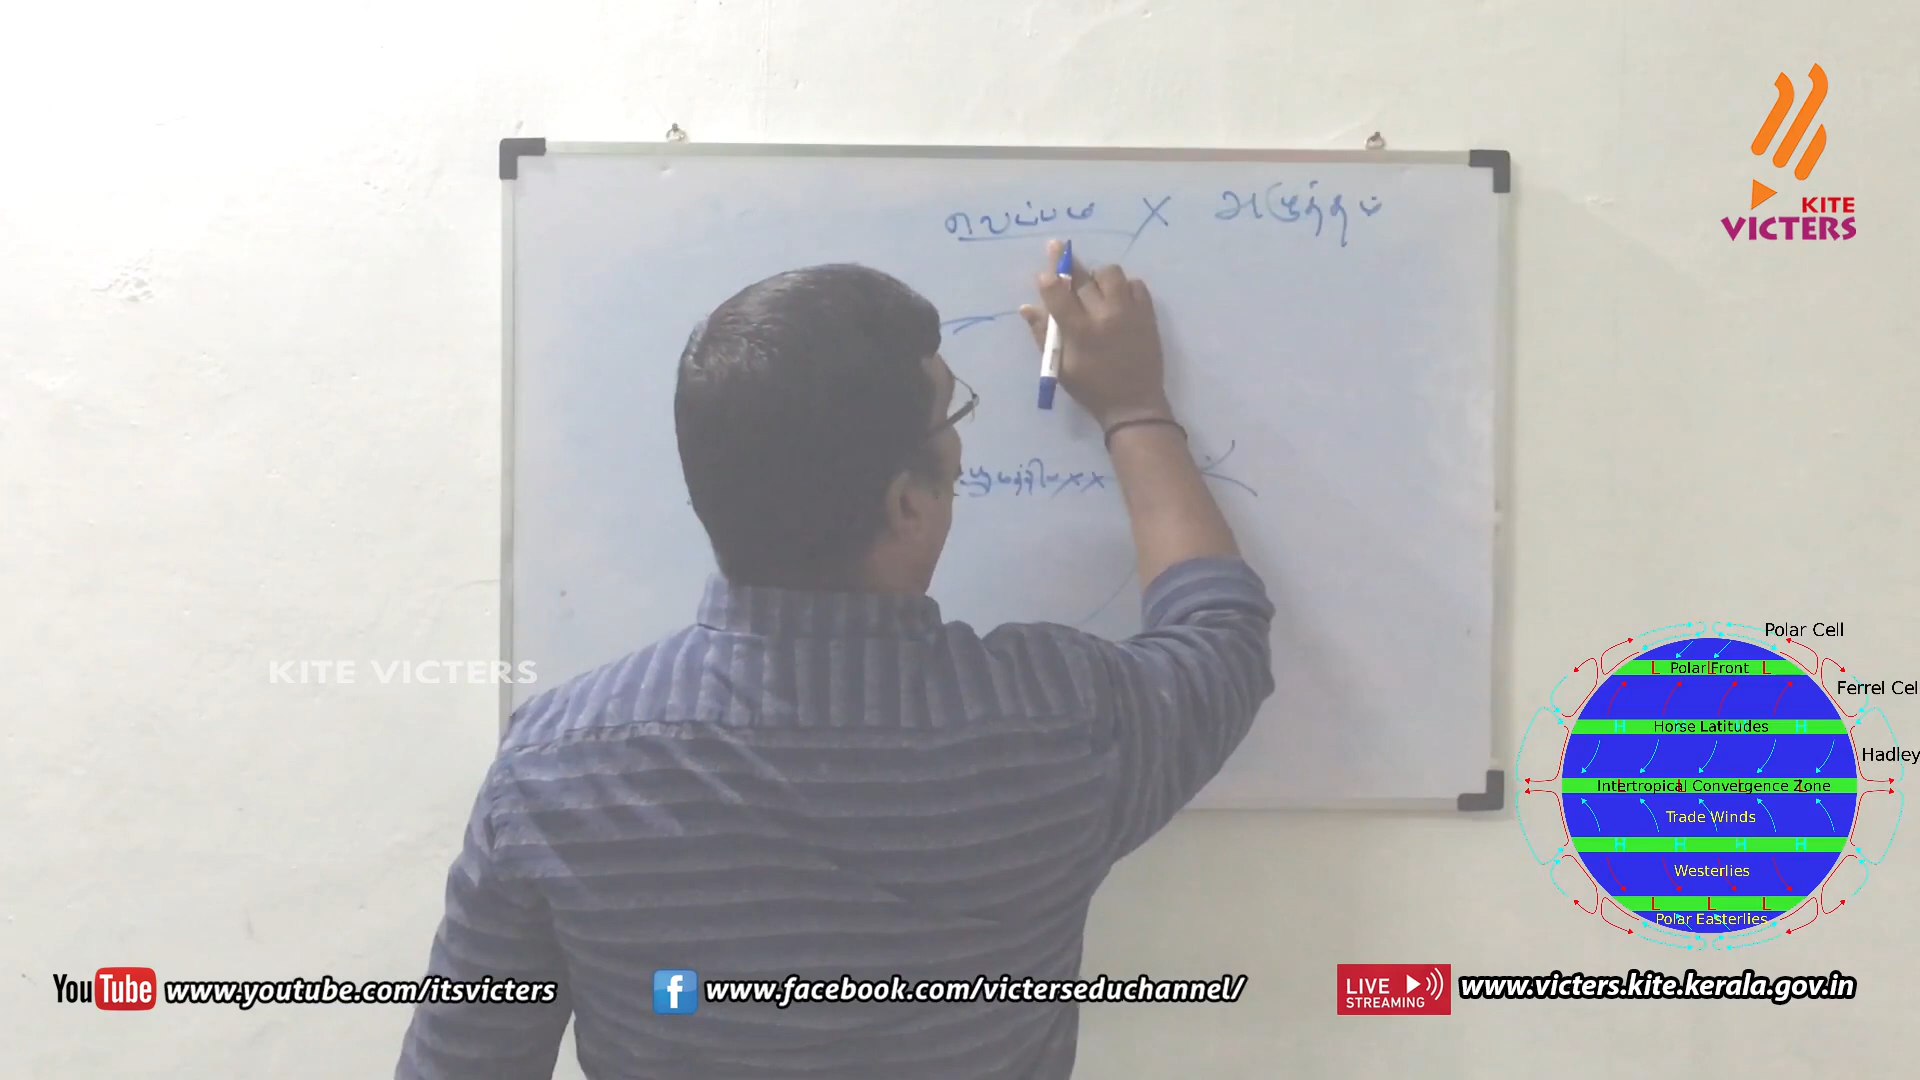 வெப்பம் X அழுத்தம்
KITE
VICTERS
KITE VICTERS
Polar Cell
L Polar Front L L
Ferrel Cel
H Horse Latitudes H
Hadley
Intertropical Convergence Zone
L L L L
Trade Winds
H H H H
Westerlies
L L L
Polar Easterlies
YouTube www.youtube.com/itsvicters
f www.facebook.com/victerseduchannel/
LIVE
STREAMING
www.victers.kite.kerala.gov.in